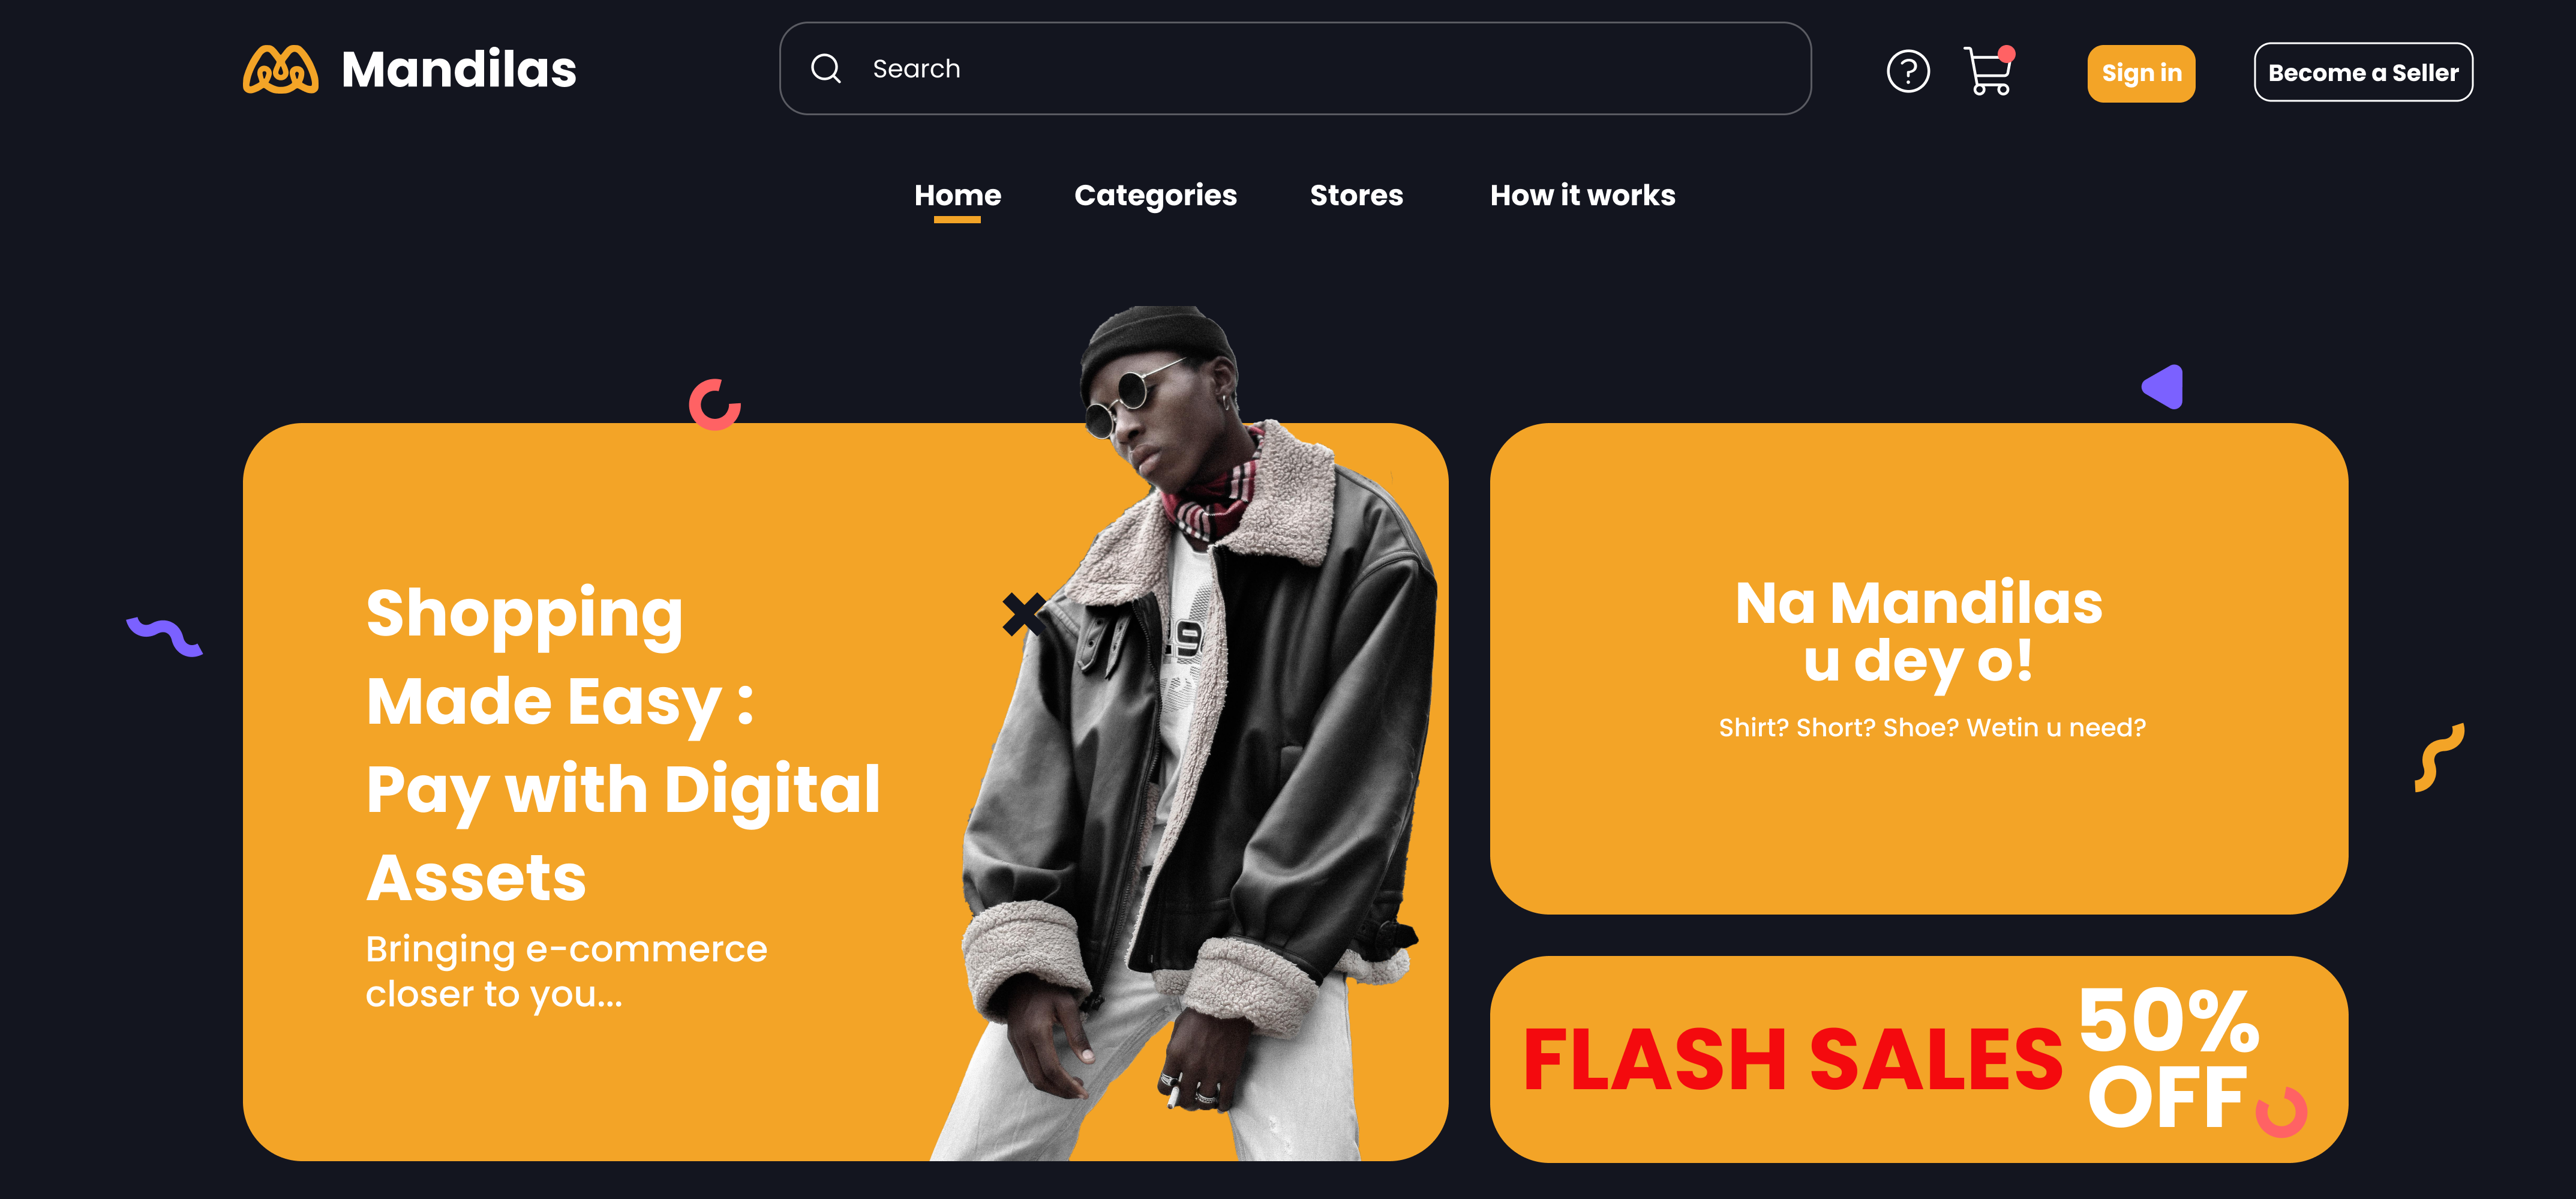 Mandilas
Search
Sign in
Become a Seller
Home
Categories
Stores
How it works
Shopping
Made Easy :
Pay with Digital
Assets
Bringing e-commerce
closer to you...
Na Mandilas
u dey o!
Shirt? Short? Shoe? Wetin u need?
FLASH SALES
50%
OFF